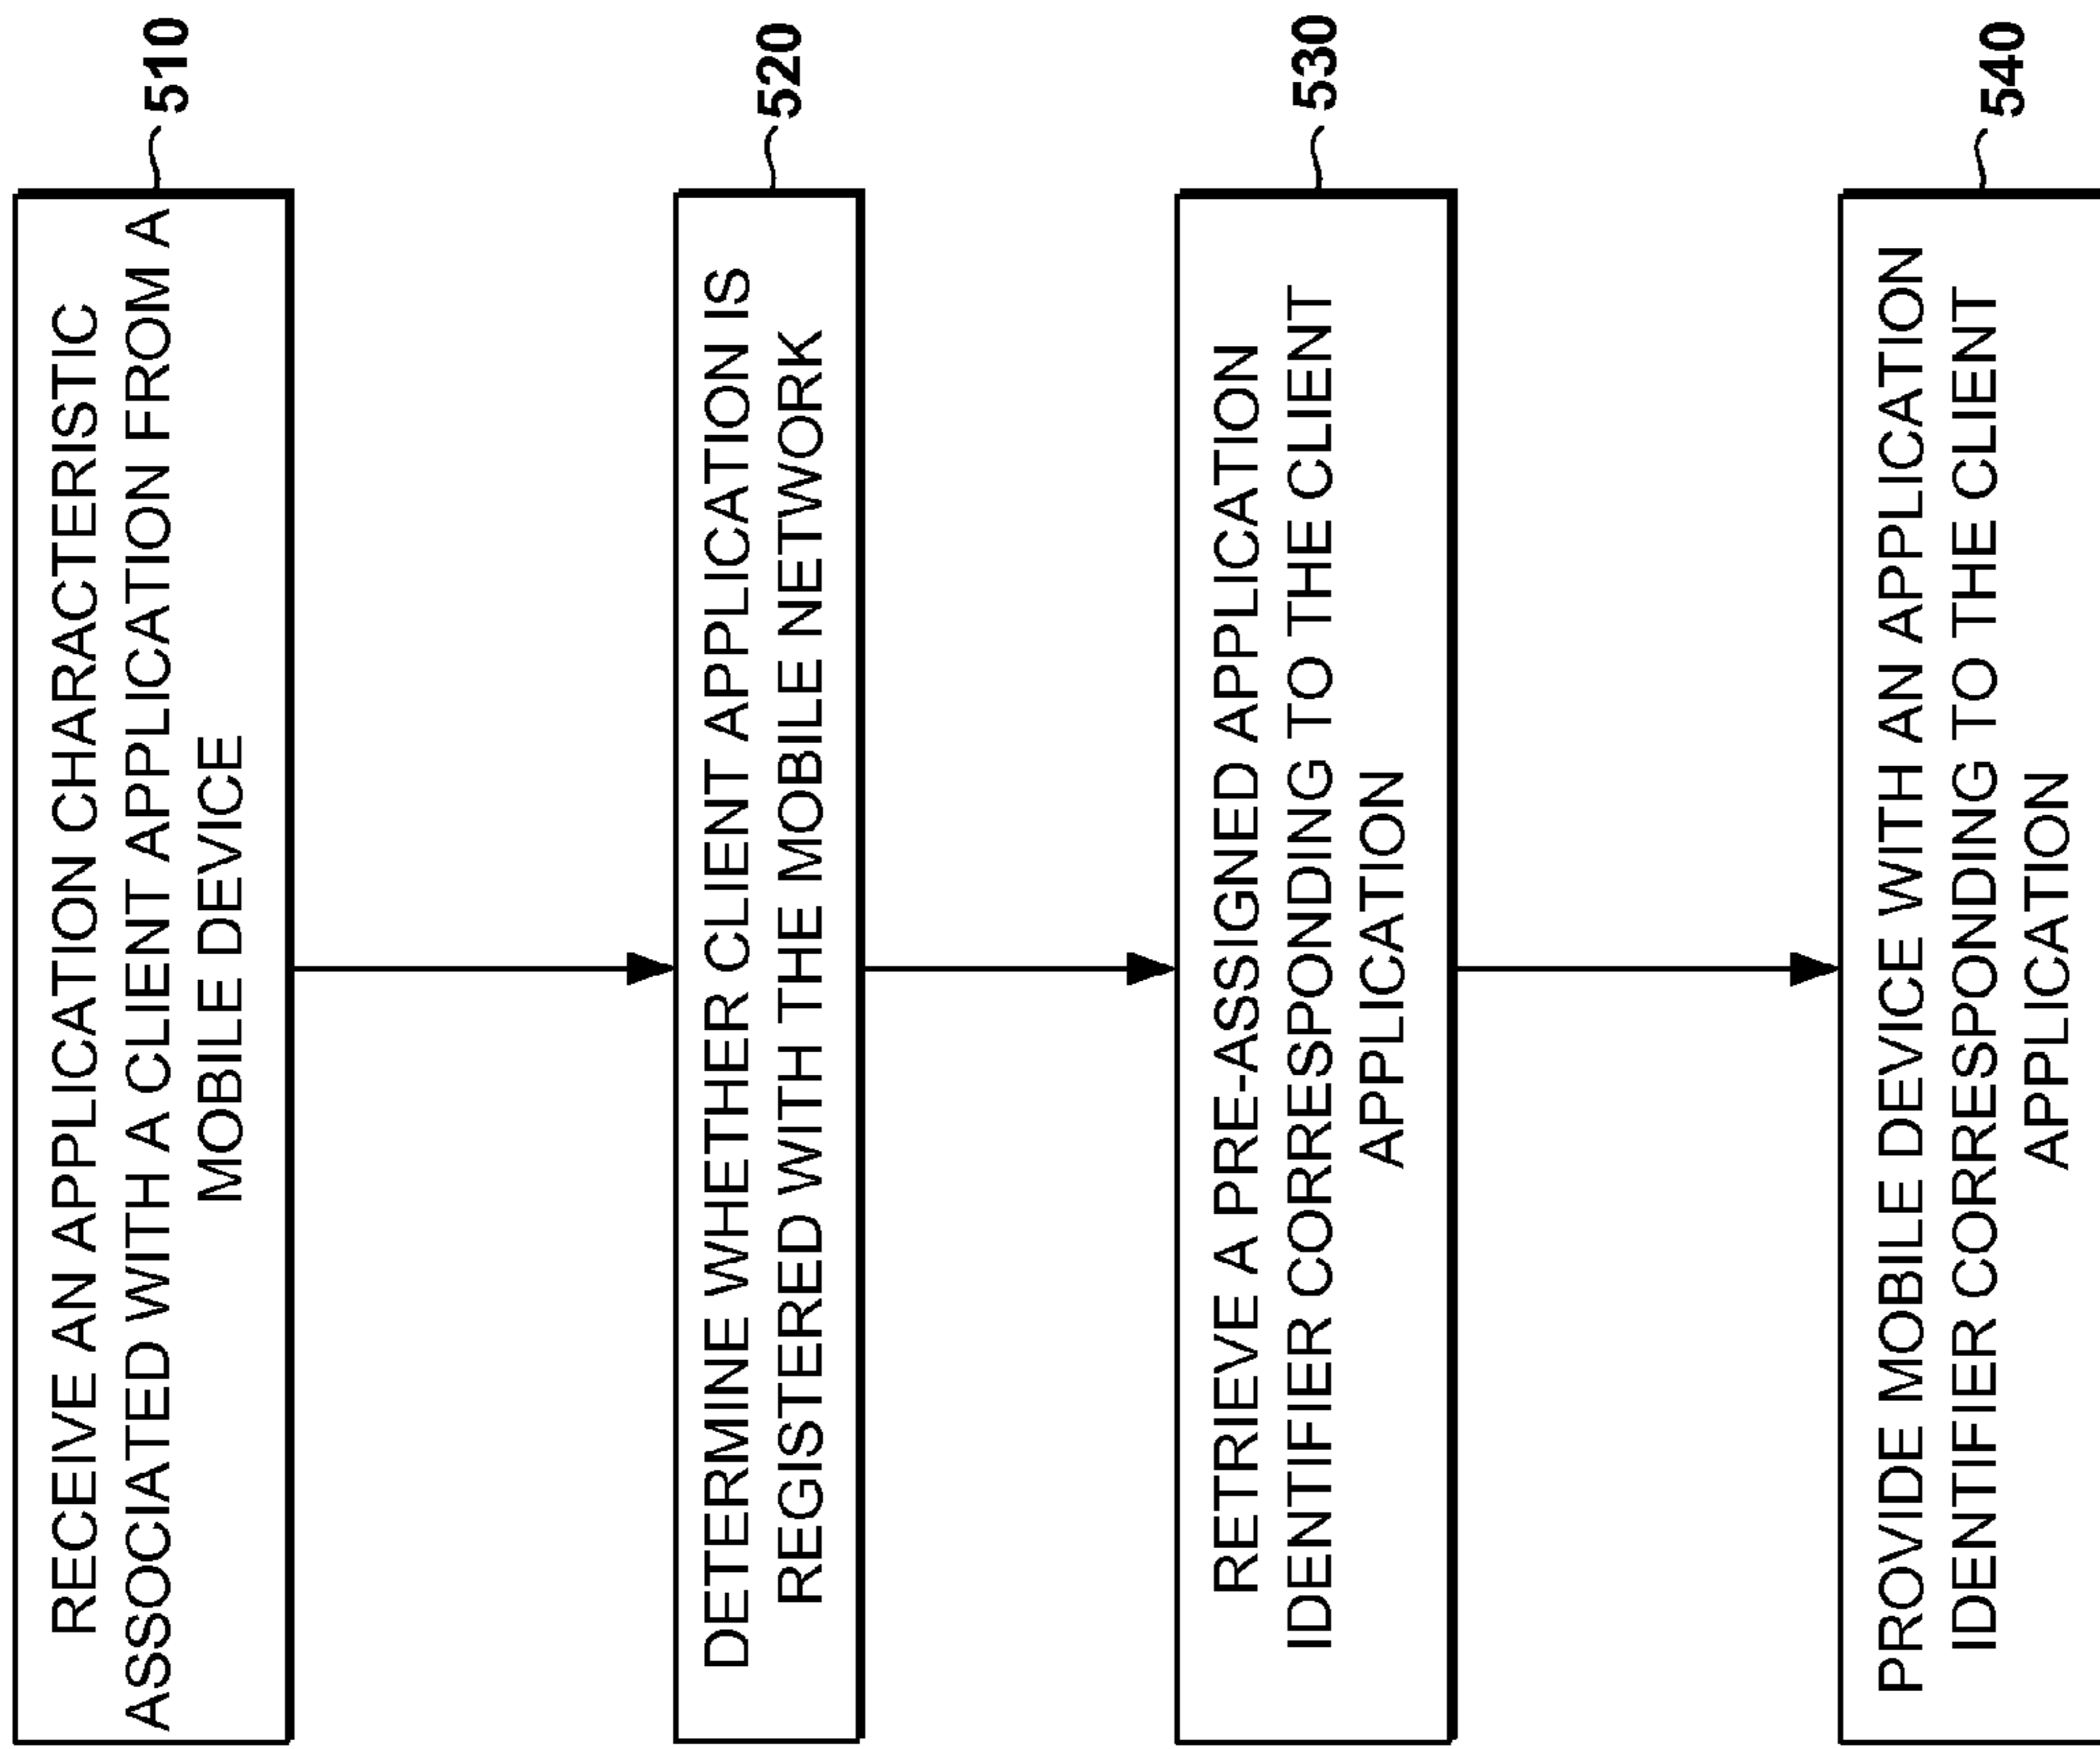 RECEIVE AN APPLICATION CHARACTERISTIC
ASSOCIATED WITH A CLIENT APPLICATION FROM A
MOBILE DEVICE
510
DETERMINE WHETHER CLIENT APPLICATION IS
REGISTERED WITH THE MOBILE NETWORK
520
RETRIEVE A PRE-ASSIGNED APPLICATION
IDENTIFIER CORRESPONDING TO THE CLIENT
APPLICATION
530
PROVIDE MOBILE DEVICE WITH AN APPLICATION
IDENTIFIER CORRESPONDING TO THE CLIENT
APPLICATION
540